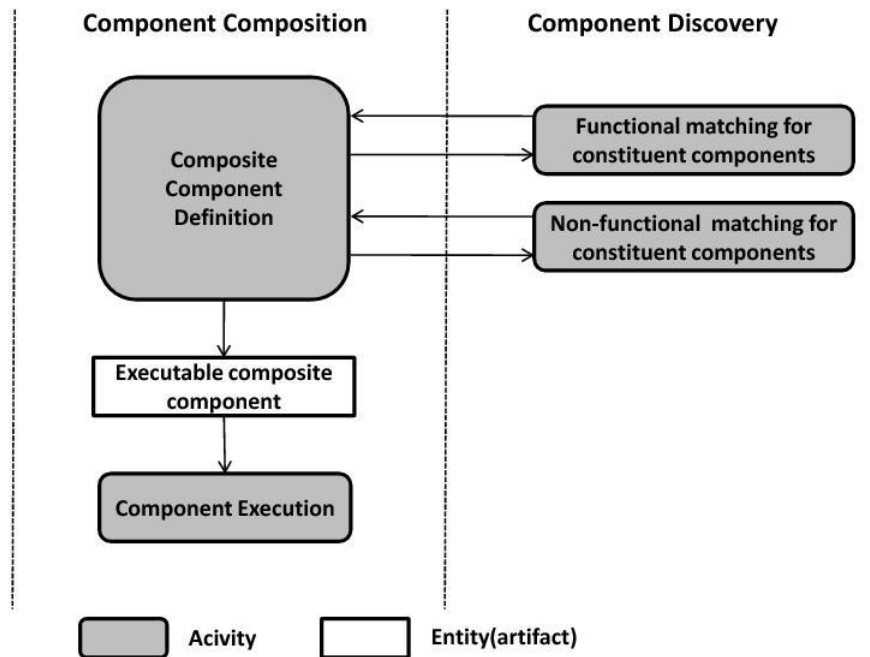 Component Composition
Component Discovery
Composite
Component
Definition
Functional matching for
constituent components
Non-functional matching for
constituent components
Executable composite
component
Component Execution
Acivity
Entity(artifact)